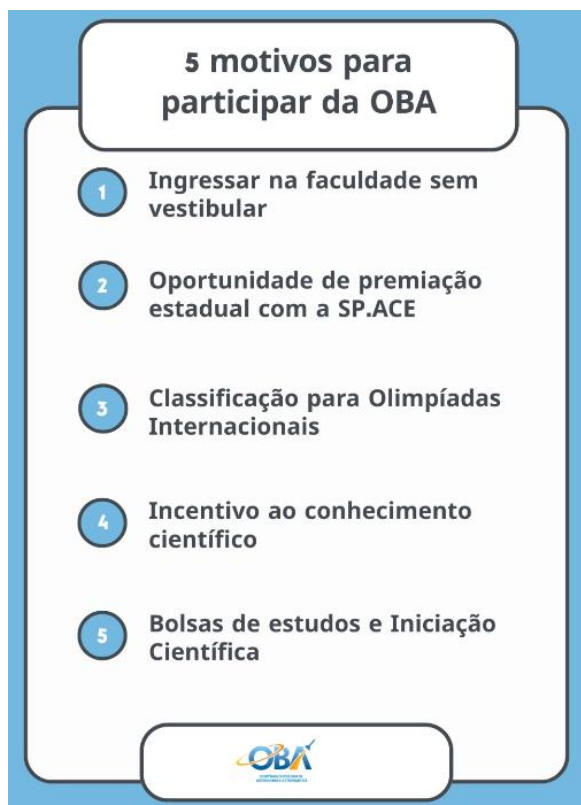 5 motivos para
participar da OBA
1
Ingressar na faculdade sem
vestibular
2
Oportunidade de premiação
estadual com a SP.ACE
3
Classificação para Olimpíadas
Internacionais
4
Incentivo ao conhecimento
científico
5
Bolsas de estudos e Iniciação
Científica
OBA